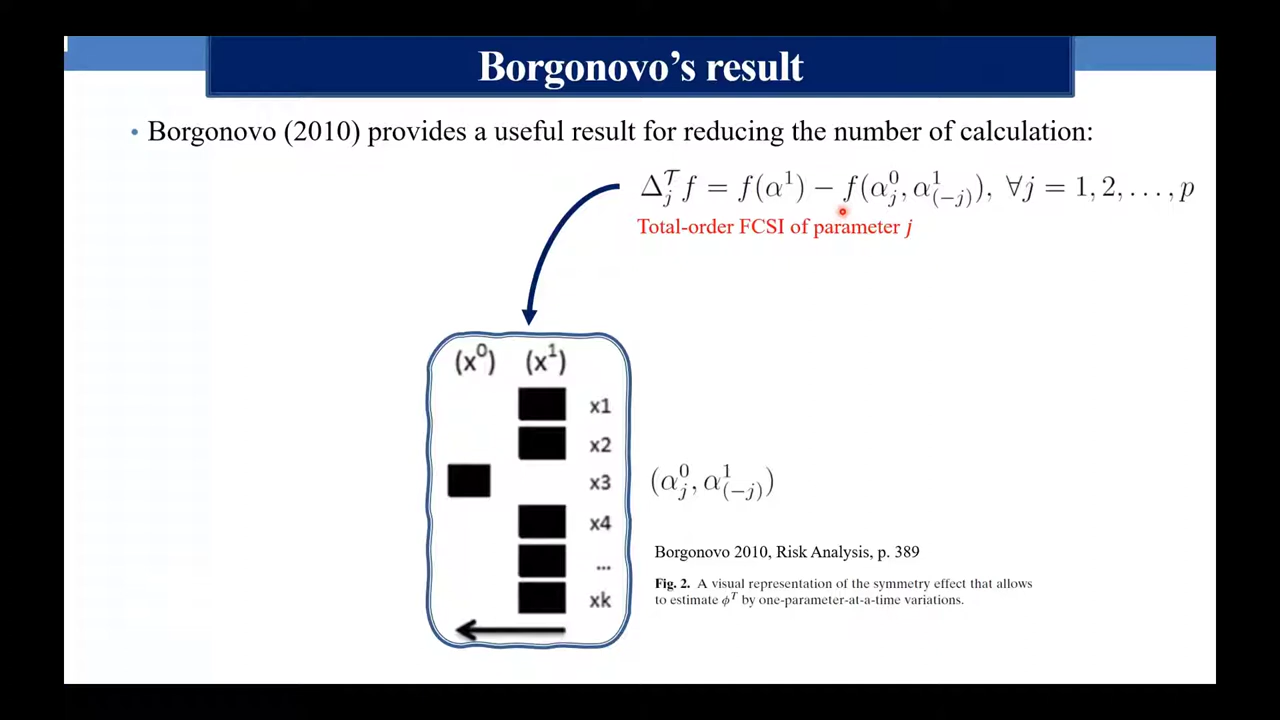 Borgonovo's result
• Borgonovo (2010) provides a useful result for reducing the number of calculation:
Δ_j^𝒯 f = f(α¹) − f(α_j^0, α_{(−j)}^1), ∀j = 1, 2, . . . , p
Total-order FCSI of parameter j
(x⁰) (x¹)
x1
x2
x3
(α_j^0, α_{(−j)}^1)
x4
...
xk
Borgonovo 2010, Risk Analysis, p. 389
Fig. 2. A visual representation of the symmetry effect that allows
to estimate ϕ^T by one-parameter-at-a-time variations.